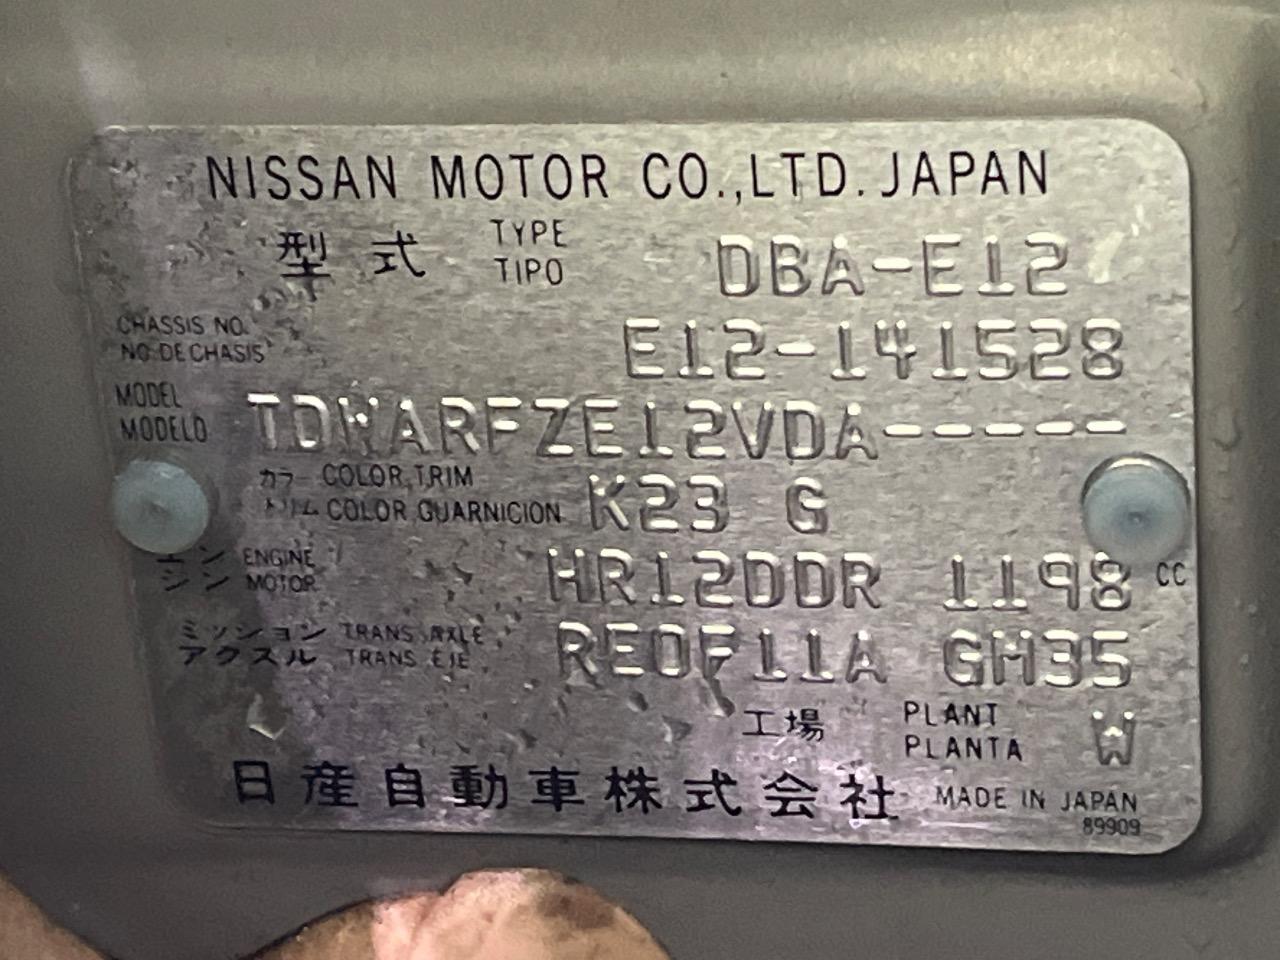 NISSAN MOTOR CO.,LTD. JAPAN
型式 TYPE TIPO DBA-E12
CHASSIS NO. NO. DE CHASIS E12-141528
MODEL MODELO TDWARFZE12VDA-----
カラー COLOR, TRIM
トリム COLOR, GUARNICION K23 G
エンジン ENGINE MOTOR HR12DDR 1198 CC
ミッション TRANS. AXLE
アクスル TRANS. EJE RE0F11A GH35
工場 PLANT PLANTA W
日産自動車株式会社 MADE IN JAPAN
89909